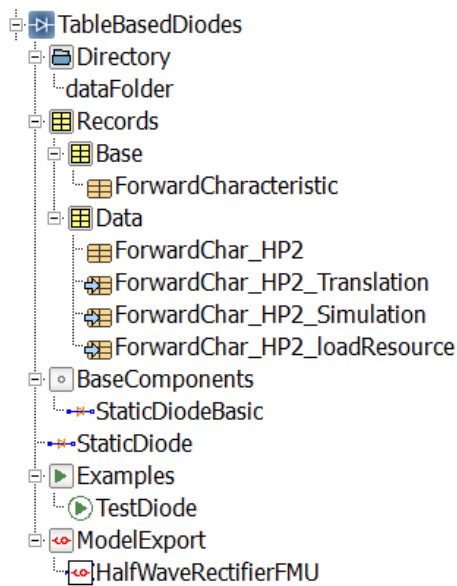 TableBasedDiodes
Directory
dataFolder
Records
Base
ForwardCharacteristic
Data
ForwardChar_HP2
ForwardChar_HP2_Translation
ForwardChar_HP2_Simulation
ForwardChar_HP2_loadResource
BaseComponents
StaticDiodeBasic
StaticDiode
Examples
TestDiode
ModelExport
HalfWaveRectifierFMU